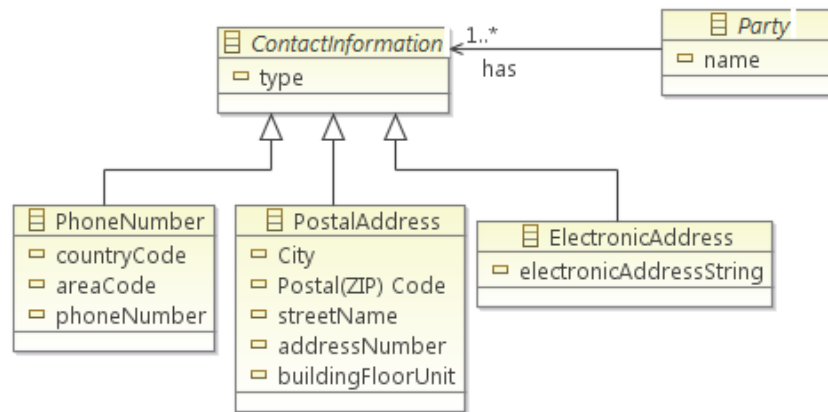 ContactInformation
type
1..*
has
Party
name
PhoneNumber
countryCode
areaCode
phoneNumber
PostalAddress
City
Postal(ZIP) Code
streetName
addressNumber
buildingFloorUnit
ElectronicAddress
electronicAddressString